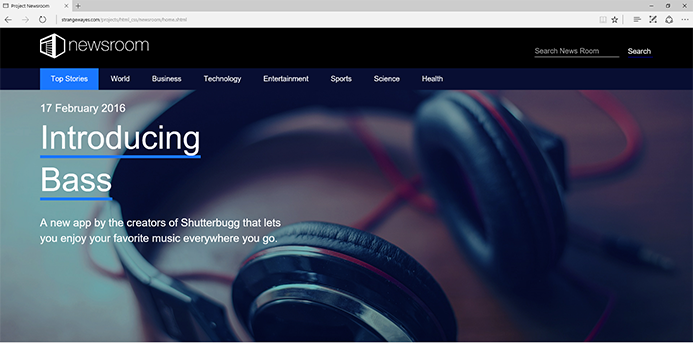 Project Newsroom
strangewayes.com/projects/html_css/newsroom/home.shtml
newsroom
Search News Room Search
Top Stories World Business Technology Entertainment Sports Science Health
17 February 2016
Introducing
Bass
A new app by the creators of Shutterbugg that lets
you enjoy your favorite music everywhere you go.